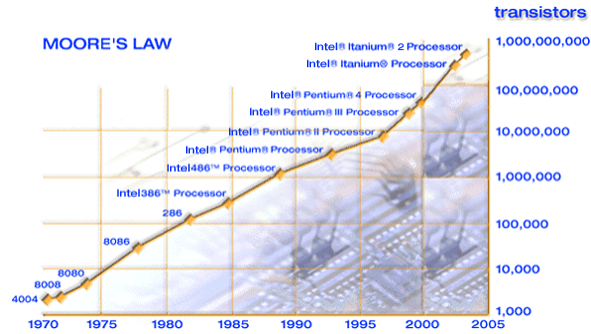 transistors
MOORE'S LAW
Intel® Itanium® 2 Processor
1,000,000,000
Intel® Itanium® Processor
Intel® Pentium® 4 Processor
100,000,000
Intel® Pentium® III Processor
Intel® Pentium® II Processor
10,000,000
Intel® Pentium® Processor
Intel486™ Processor
1,000,000
Intel386™ Processor
286
100,000
8086
8080
10,000
8008
4004
1,000
1970 1975 1980 1985 1990 1995 2000 2005